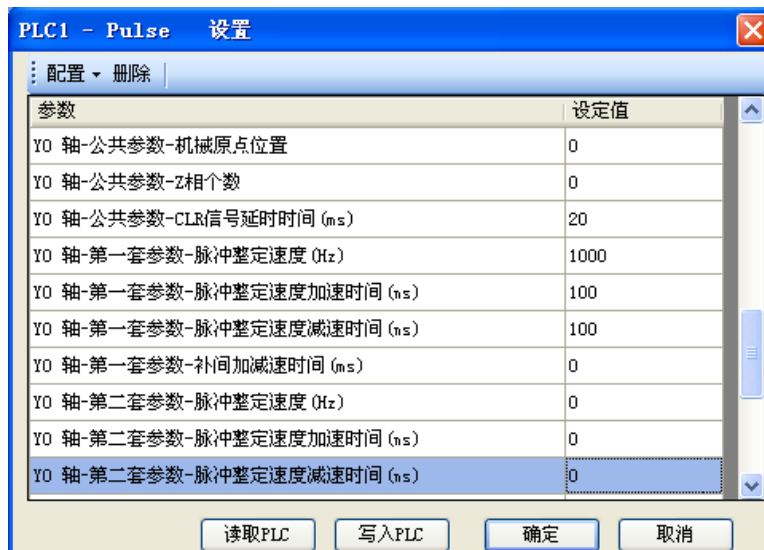 PLC1 - Pulse 设置
配置 删除
参数 设定值
Y0 轴-公共参数-机械原点位置 0
Y0 轴-公共参数-Z相个数 0
Y0 轴-公共参数-CLR信号延时时间(ms) 20
Y0 轴-第一套参数-脉冲整定速度(Hz) 1000
Y0 轴-第一套参数-脉冲整定速度加速时间(ms) 100
Y0 轴-第一套参数-脉冲整定速度减速时间(ms) 100
Y0 轴-第一套参数-补间加减速时间(ms) 0
Y0 轴-第二套参数-脉冲整定速度(Hz) 0
Y0 轴-第二套参数-脉冲整定速度加速时间(ms) 0
Y0 轴-第二套参数-脉冲整定速度减速时间(ms) 0
读取PLC 写入PLC 确定 取消